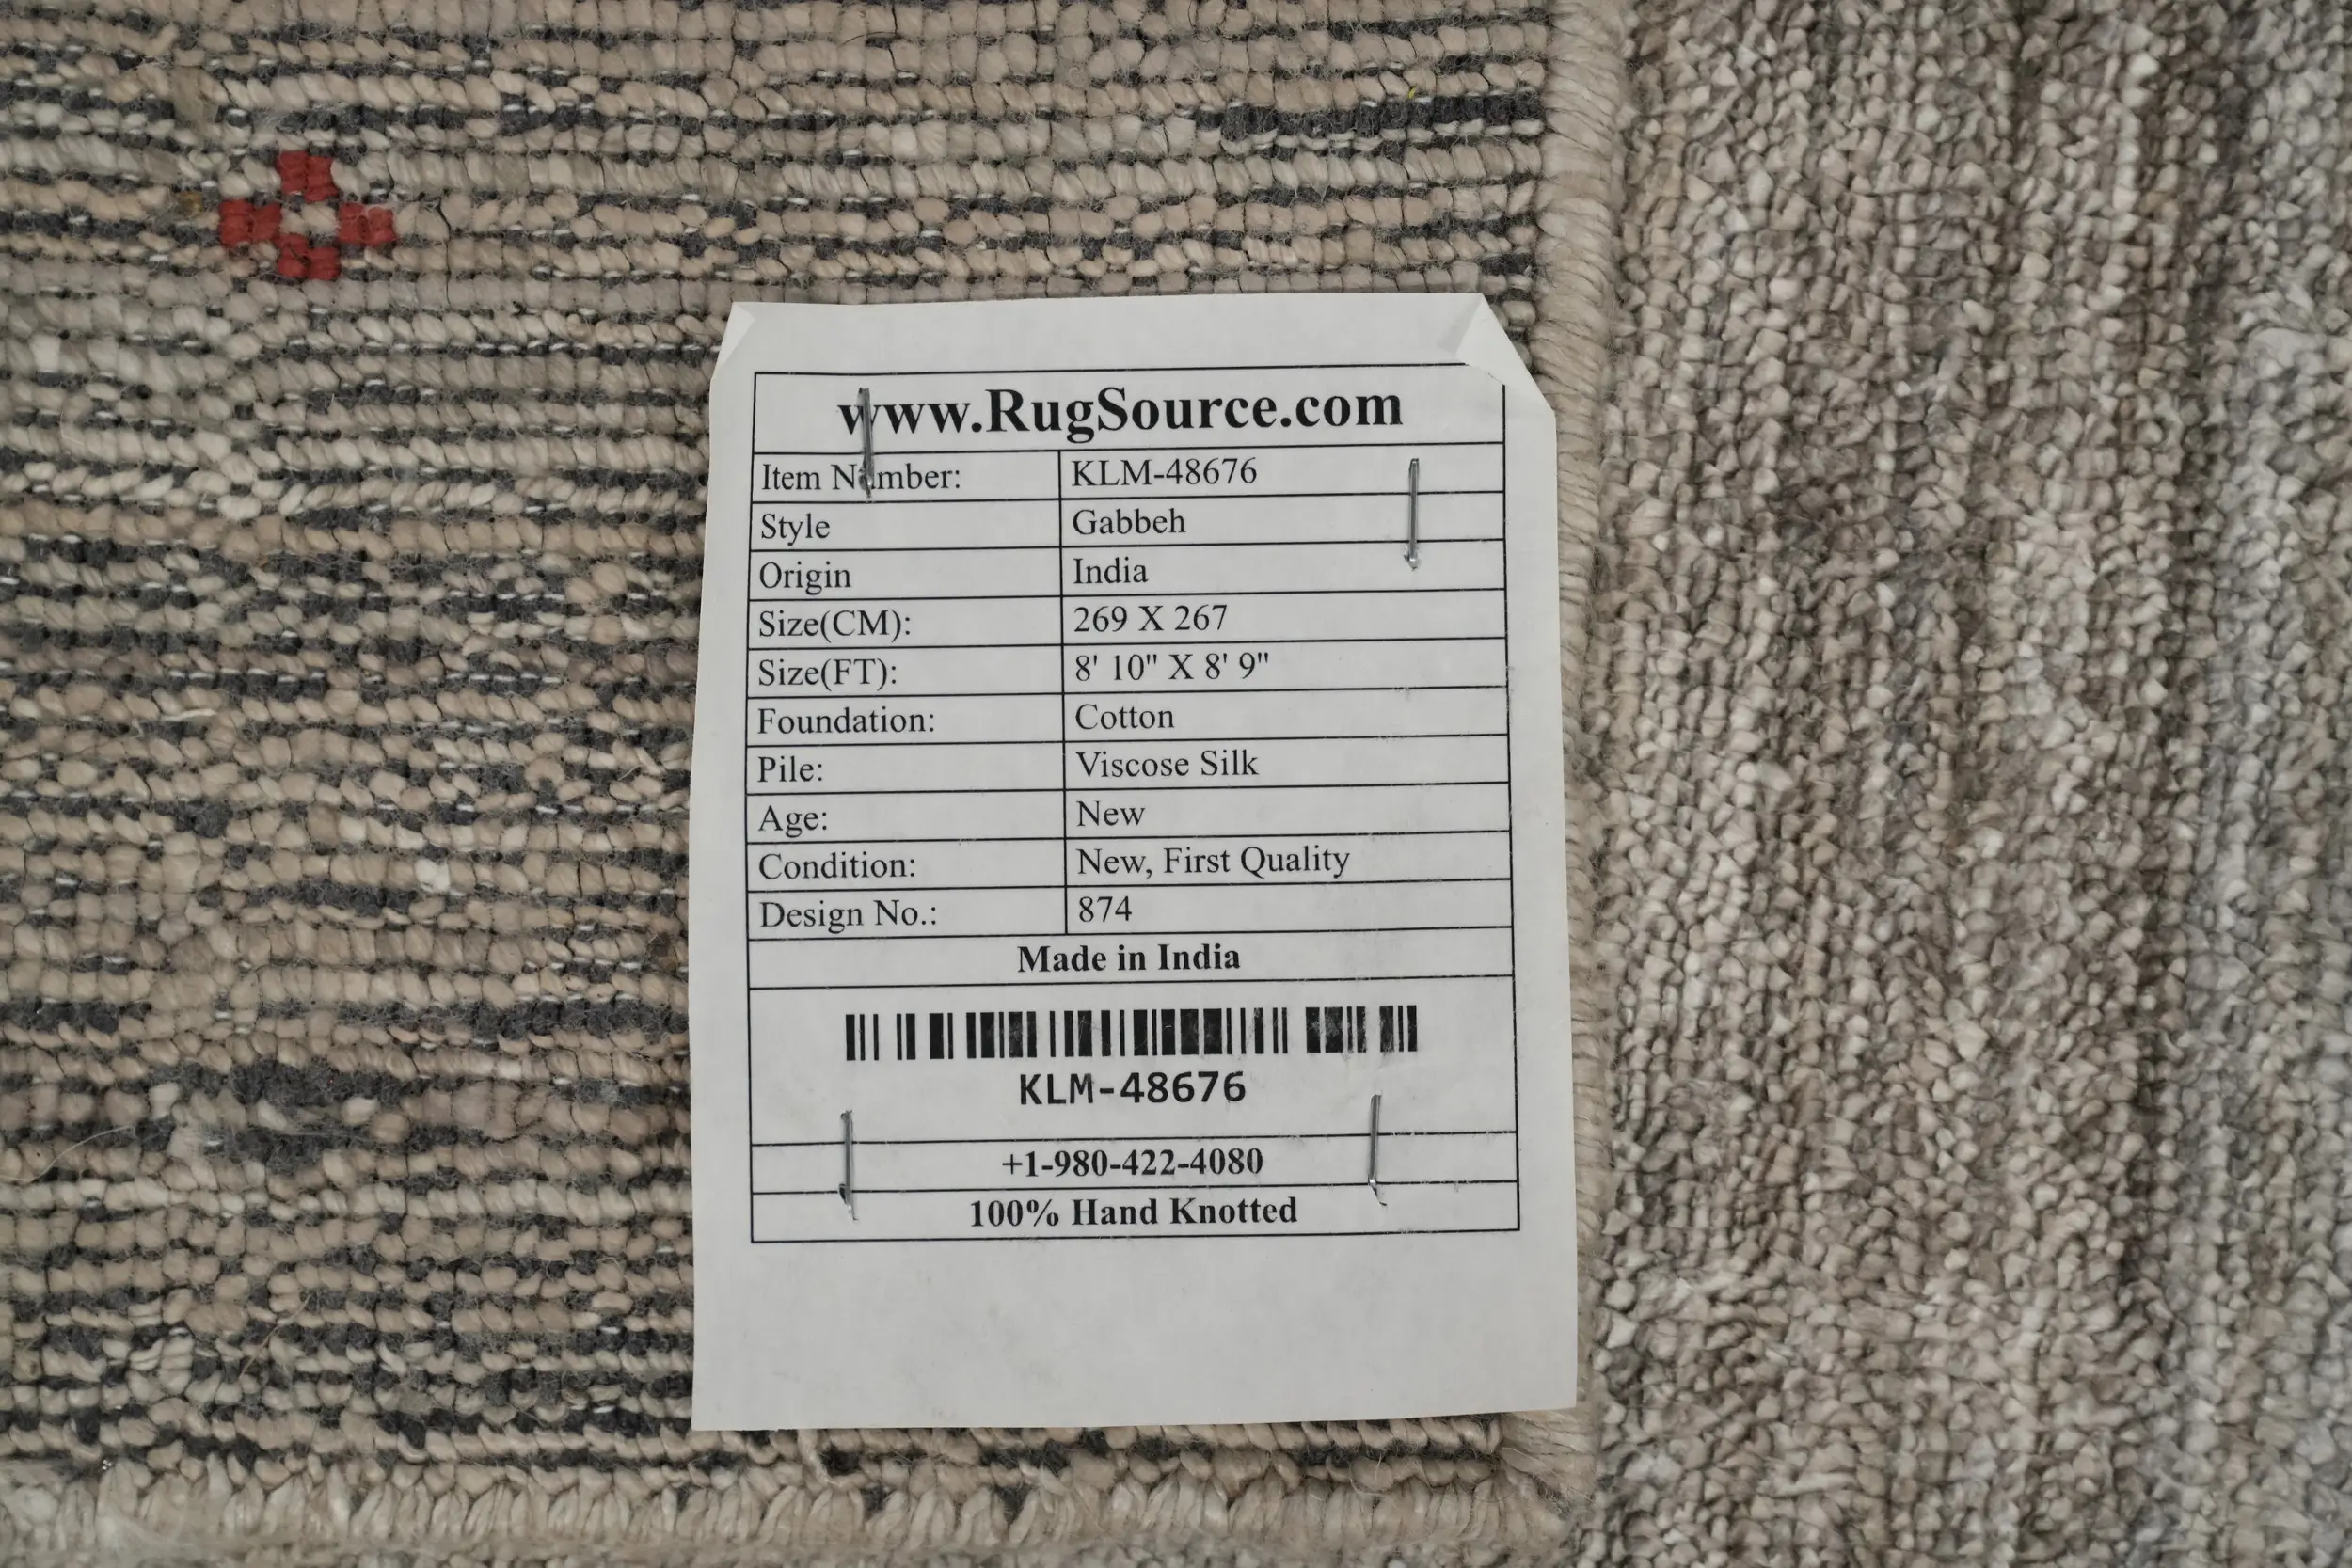 www.RugSource.com
Item Number: KLM-48676
Style Gabbeh
Origin India
Size(CM): 269 X 267
Size(FT): 8' 10" X 8' 9"
Foundation: Cotton
Pile: Viscose Silk
Age: New
Condition: New, First Quality
Design No.: 874
Made in India
KLM-48676
+1-980-422-4080
100% Hand Knotted